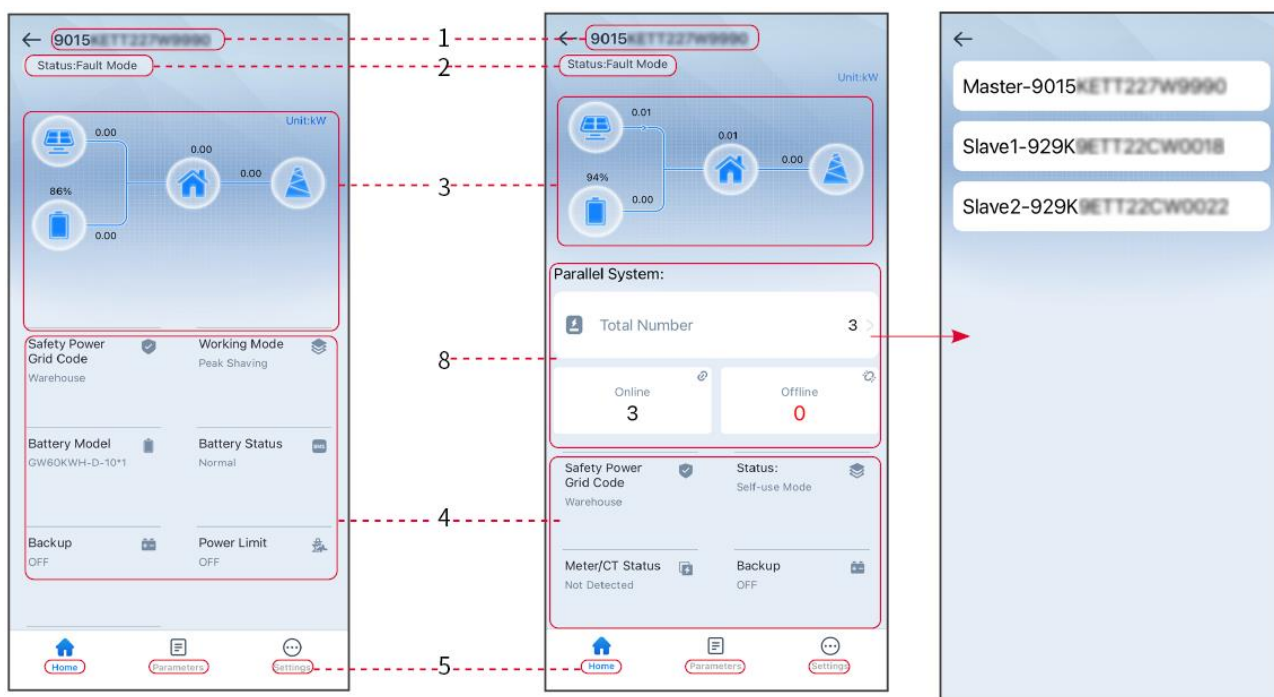 9015
Status:Fault Mode
Unit:kW
0.00
0.00
0.00
86%
0.00
Safety Power
Grid Code
Warehouse
Working Mode
Peak Shaving
Battery Model
GW60KWH-D-10*1
Battery Status
Normal
Backup
OFF
Power Limit
OFF
Home
Parameters
Settings
1
2
3
8
4
5
9015
Status:Fault Mode
Unit:kW
0.01
0.01
0.00
94%
0.00
Parallel System:
Total Number
3
Online
3
Offline
0
Safety Power
Grid Code
Warehouse
Status:
Self-use Mode
Meter/CT Status
Not Detected
Backup
OFF
Home
Parameters
Settings
Master-9015
Slave1-929K
Slave2-929K